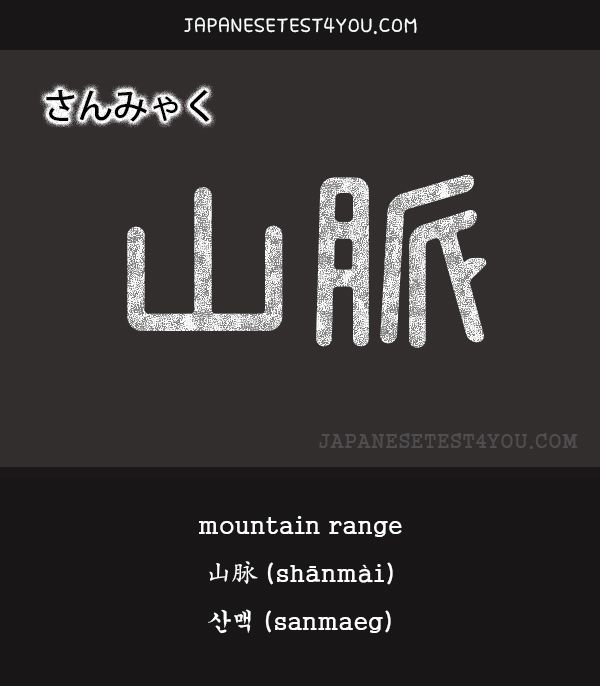 JAPANESETEST4YOU.COM
さんみゃく
山脈
JAPANESETEST4YOU.COM
mountain range
山脉 (shānmài)
산맥 (sanmaeg)